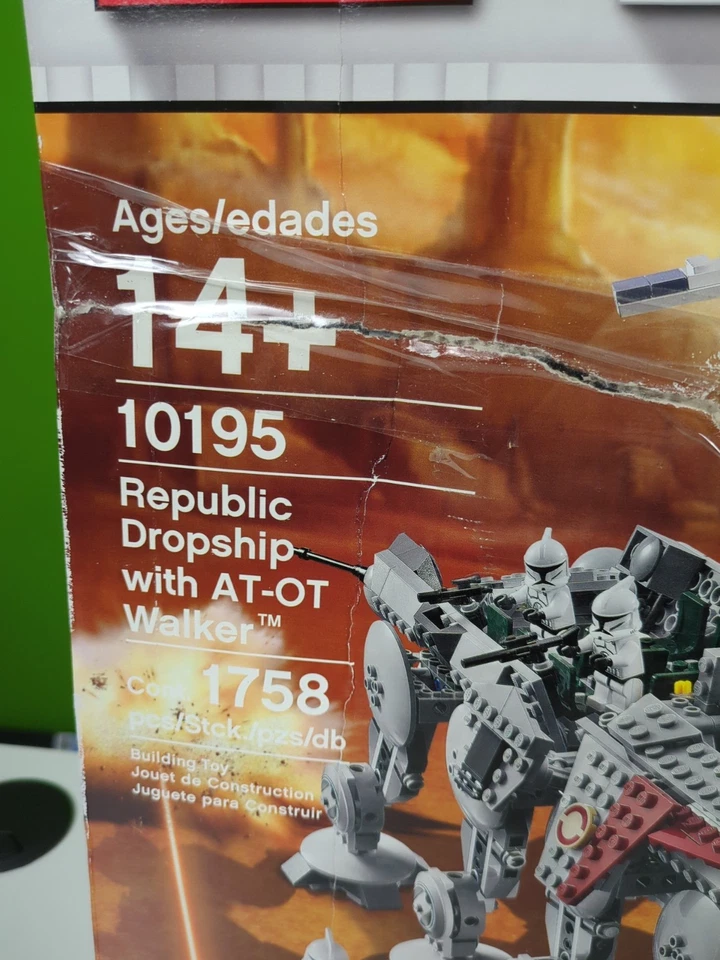 Ages/edades
14+
10195
Republic
Dropship
with AT-OT
Walker™
1758
pcs/Stck./pzs/db
Building Toy
Jouet de Construction
Juguete para Construir